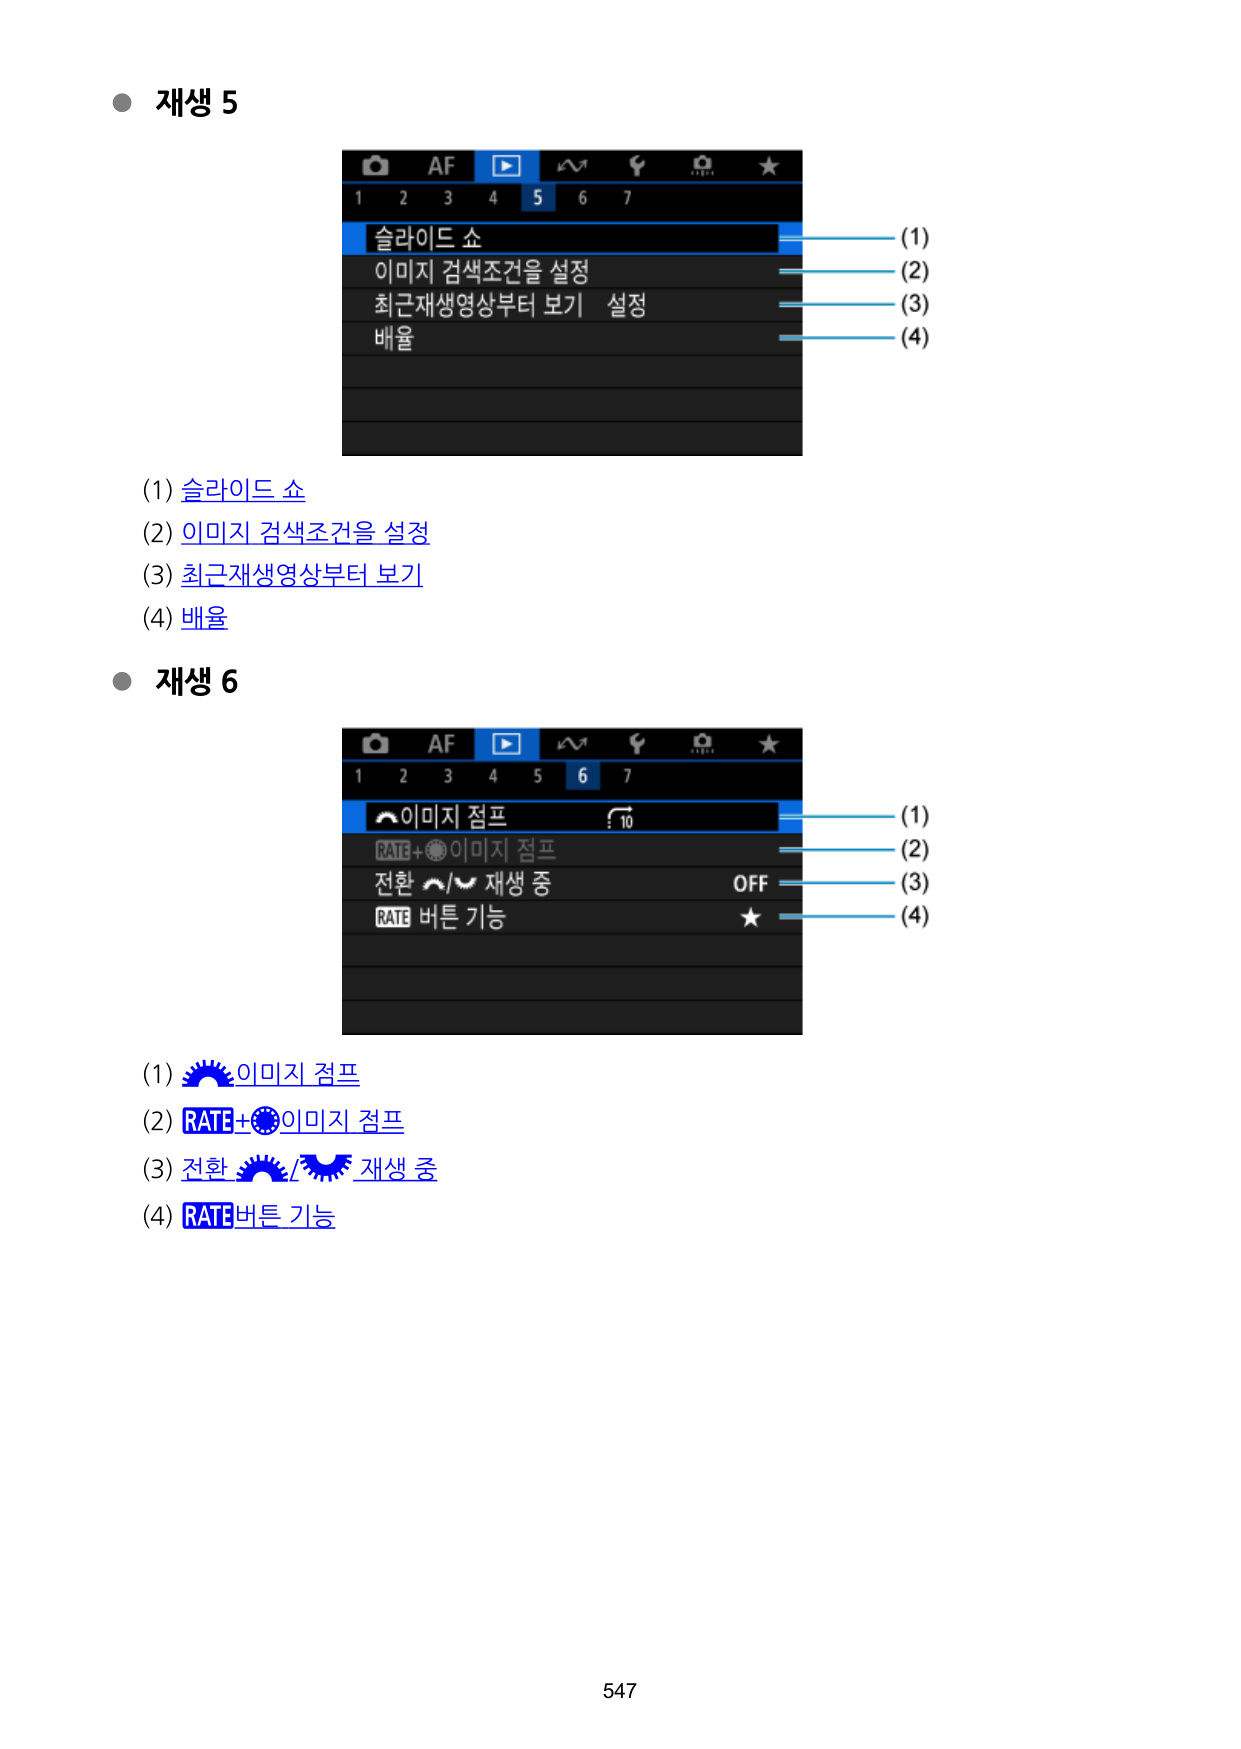 재생 5
AF
1 2 3 4 5 6 7
슬라이드 쇼 (1)
이미지 검색조건을 설정 (2)
최근재생영상부터 보기 설정 (3)
배율 (4)
(1) 슬라이드 쇼
(2) 이미지 검색조건을 설정
(3) 최근재생영상부터 보기
(4) 배율
재생 6
AF
1 2 3 4 5 6 7
이미지 점프 10 (1)
RATE+이미지 점프 (2)
전환 / 재생 중 OFF (3)
RATE 버튼 기능 ★ (4)
(1) 이미지 점프
(2) RATE+이미지 점프
(3) 전환 / 재생 중
(4) RATE버튼 기능
547